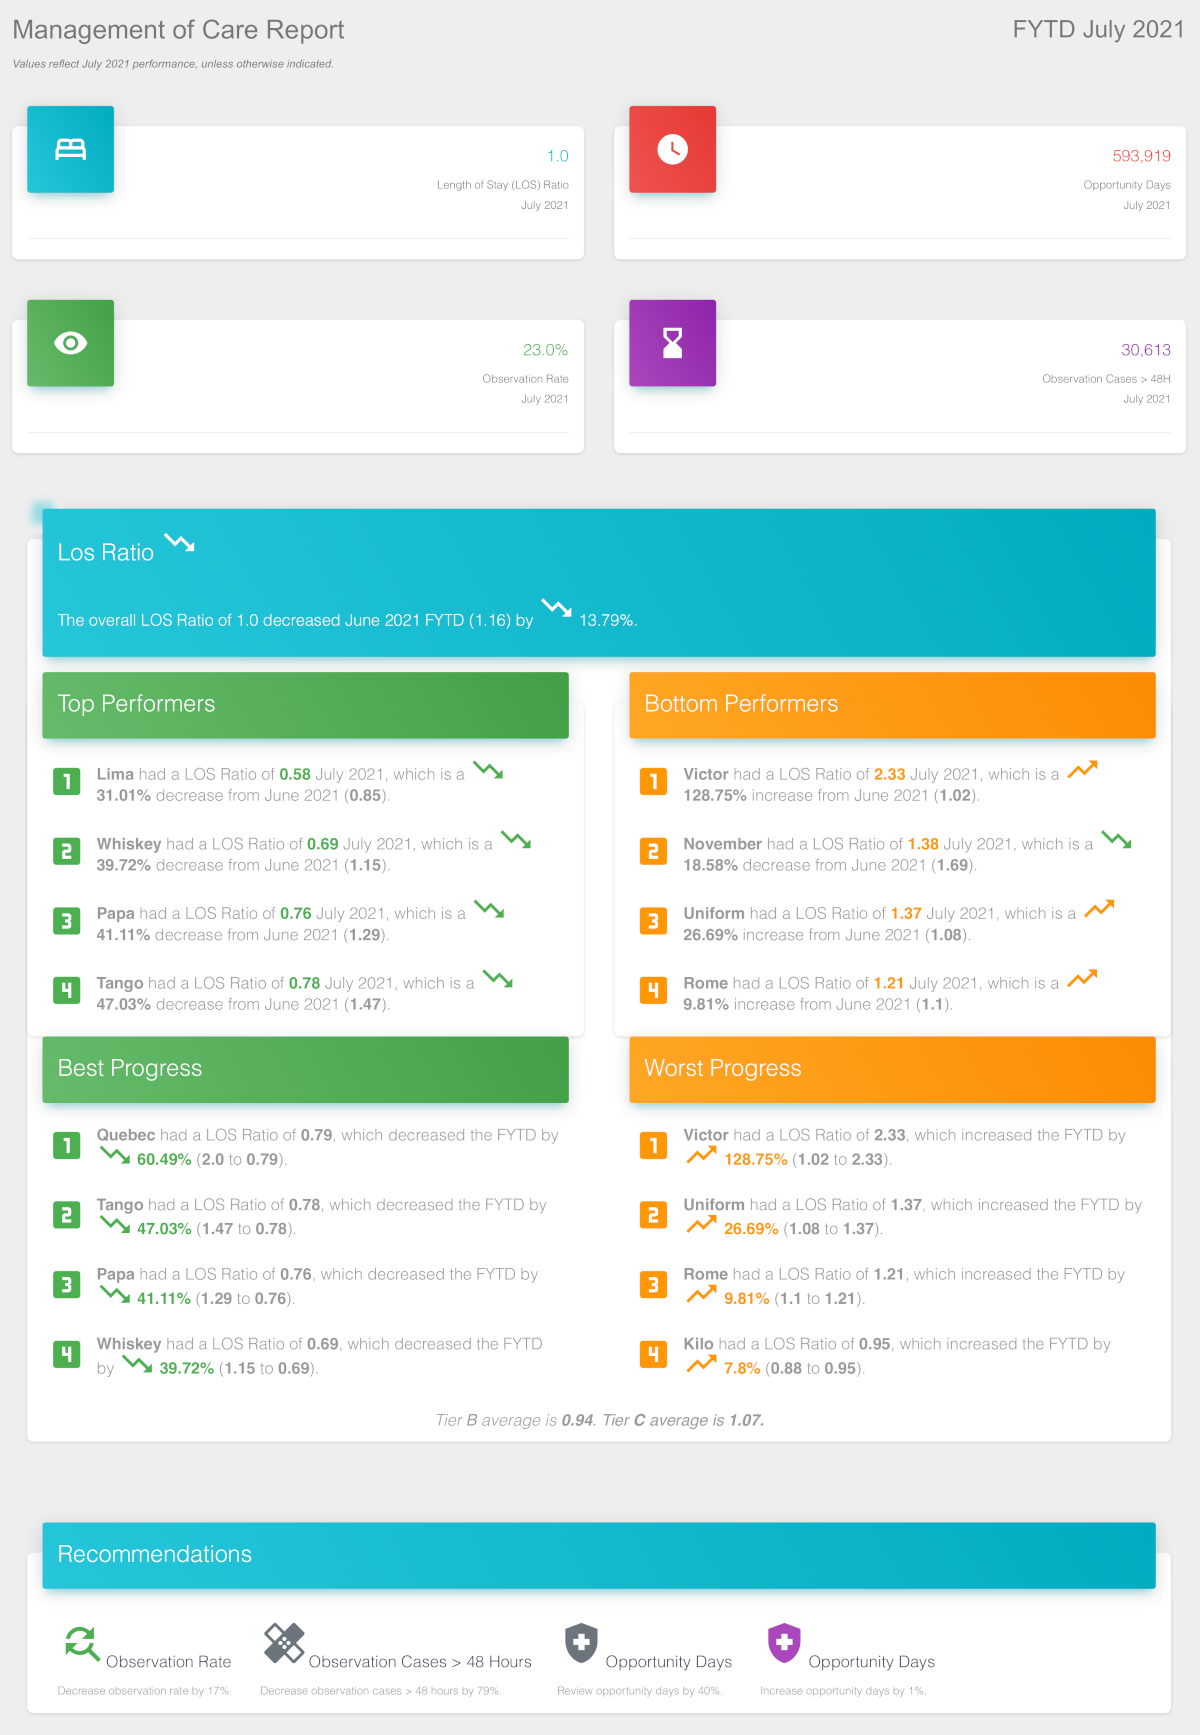 Management of Care Report
FYTD July 2021
Values reflect July 2021 performance, unless otherwise indicated.
1.0
Length of Stay (LOS) Ratio
July 2021
593,919
Opportunity Days
July 2021
23.0%
Observation Rate
July 2021
30,613
Observation Cases > 48H
July 2021
Los Ratio
The overall LOS Ratio of 1.0 decreased June 2021 FYTD (1.16) by 13.79%.
Top Performers
1
Lima had a LOS Ratio of 0.58 July 2021, which is a
31.01% decrease from June 2021 (0.85).
2
Whiskey had a LOS Ratio of 0.69 July 2021, which is a
39.72% decrease from June 2021 (1.15).
3
Papa had a LOS Ratio of 0.76 July 2021, which is a
41.11% decrease from June 2021 (1.29).
4
Tango had a LOS Ratio of 0.78 July 2021, which is a
47.03% decrease from June 2021 (1.47).
Bottom Performers
1
Victor had a LOS Ratio of 2.33 July 2021, which is a
128.75% increase from June 2021 (1.02).
2
November had a LOS Ratio of 1.38 July 2021, which is a
18.58% decrease from June 2021 (1.69).
3
Uniform had a LOS Ratio of 1.37 July 2021, which is a
26.69% increase from June 2021 (1.08).
4
Rome had a LOS Ratio of 1.21 July 2021, which is a
9.81% increase from June 2021 (1.1).
Best Progress
1
Quebec had a LOS Ratio of 0.79, which decreased the FYTD by
60.49% (2.0 to 0.79).
2
Tango had a LOS Ratio of 0.78, which decreased the FYTD by
47.03% (1.47 to 0.78).
3
Papa had a LOS Ratio of 0.76, which decreased the FYTD by
41.11% (1.29 to 0.76).
4
Whiskey had a LOS Ratio of 0.69, which decreased the FYTD
by 39.72% (1.15 to 0.69).
Worst Progress
1
Victor had a LOS Ratio of 2.33, which increased the FYTD by
128.75% (1.02 to 2.33).
2
Uniform had a LOS Ratio of 1.37, which increased the FYTD by
26.69% (1.08 to 1.37).
3
Rome had a LOS Ratio of 1.21, which increased the FYTD by
9.81% (1.1 to 1.21).
4
Kilo had a LOS Ratio of 0.95, which increased the FYTD by
7.8% (0.88 to 0.95).
Tier B average is 0.94. Tier C average is 1.07.
Recommendations
Observation Rate
Decrease observation rate by 17%.
Observation Cases > 48 Hours
Decrease observation cases > 48 hours by 79%.
Opportunity Days
Review opportunity days by 40%.
Opportunity Days
Increase opportunity days by 1%.